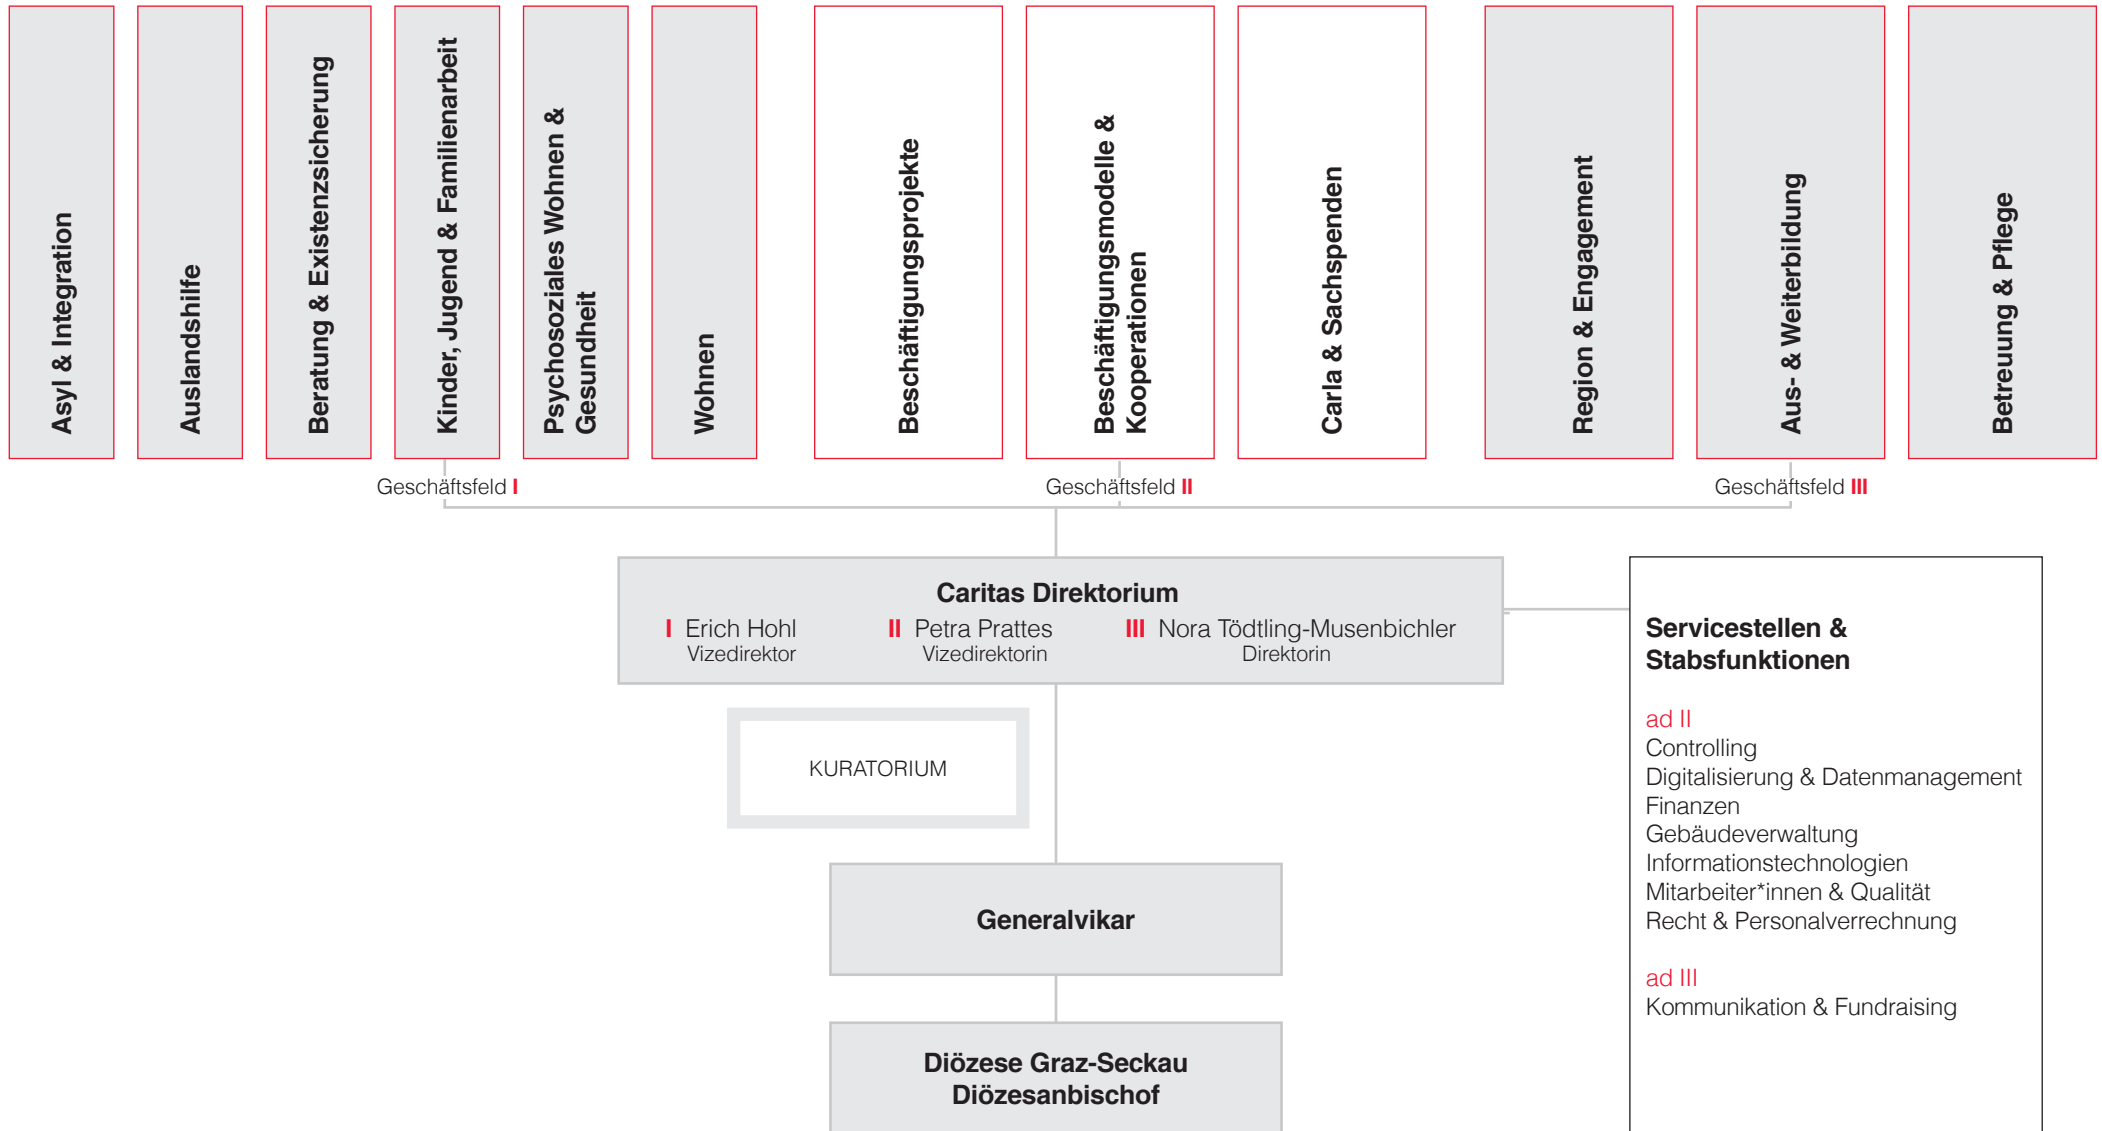 Asyl & Integration
Auslandshilfe
Beratung & Existenzsicherung
Kinder, Jugend & Familienarbeit
Psychosoziales Wohnen &
Gesundheit
Wohnen
Beschäftigungsprojekte
Beschäftigungsmodelle &
Kooperationen
Carla & Sachspenden
Region & Engagement
Aus- & Weiterbildung
Betreuung & Pflege
Geschäftsfeld I
Geschäftsfeld II
Geschäftsfeld III
Caritas Direktorium
I Erich Hohl
Vizedirektor
II Petra Prattes
Vizedirektorin
III Nora Tödtling-Musenbichler
Direktorin
KURATORIUM
Generalvikar
Diözese Graz-Seckau
Diözesanbischof
Servicestellen &
Stabsfunktionen
ad II
Controlling
Digitalisierung & Datenmanagement
Finanzen
Gebäudeverwaltung
Informationstechnologien
Mitarbeiter*innen & Qualität
Recht & Personalverrechnung
ad III
Kommunikation & Fundraising